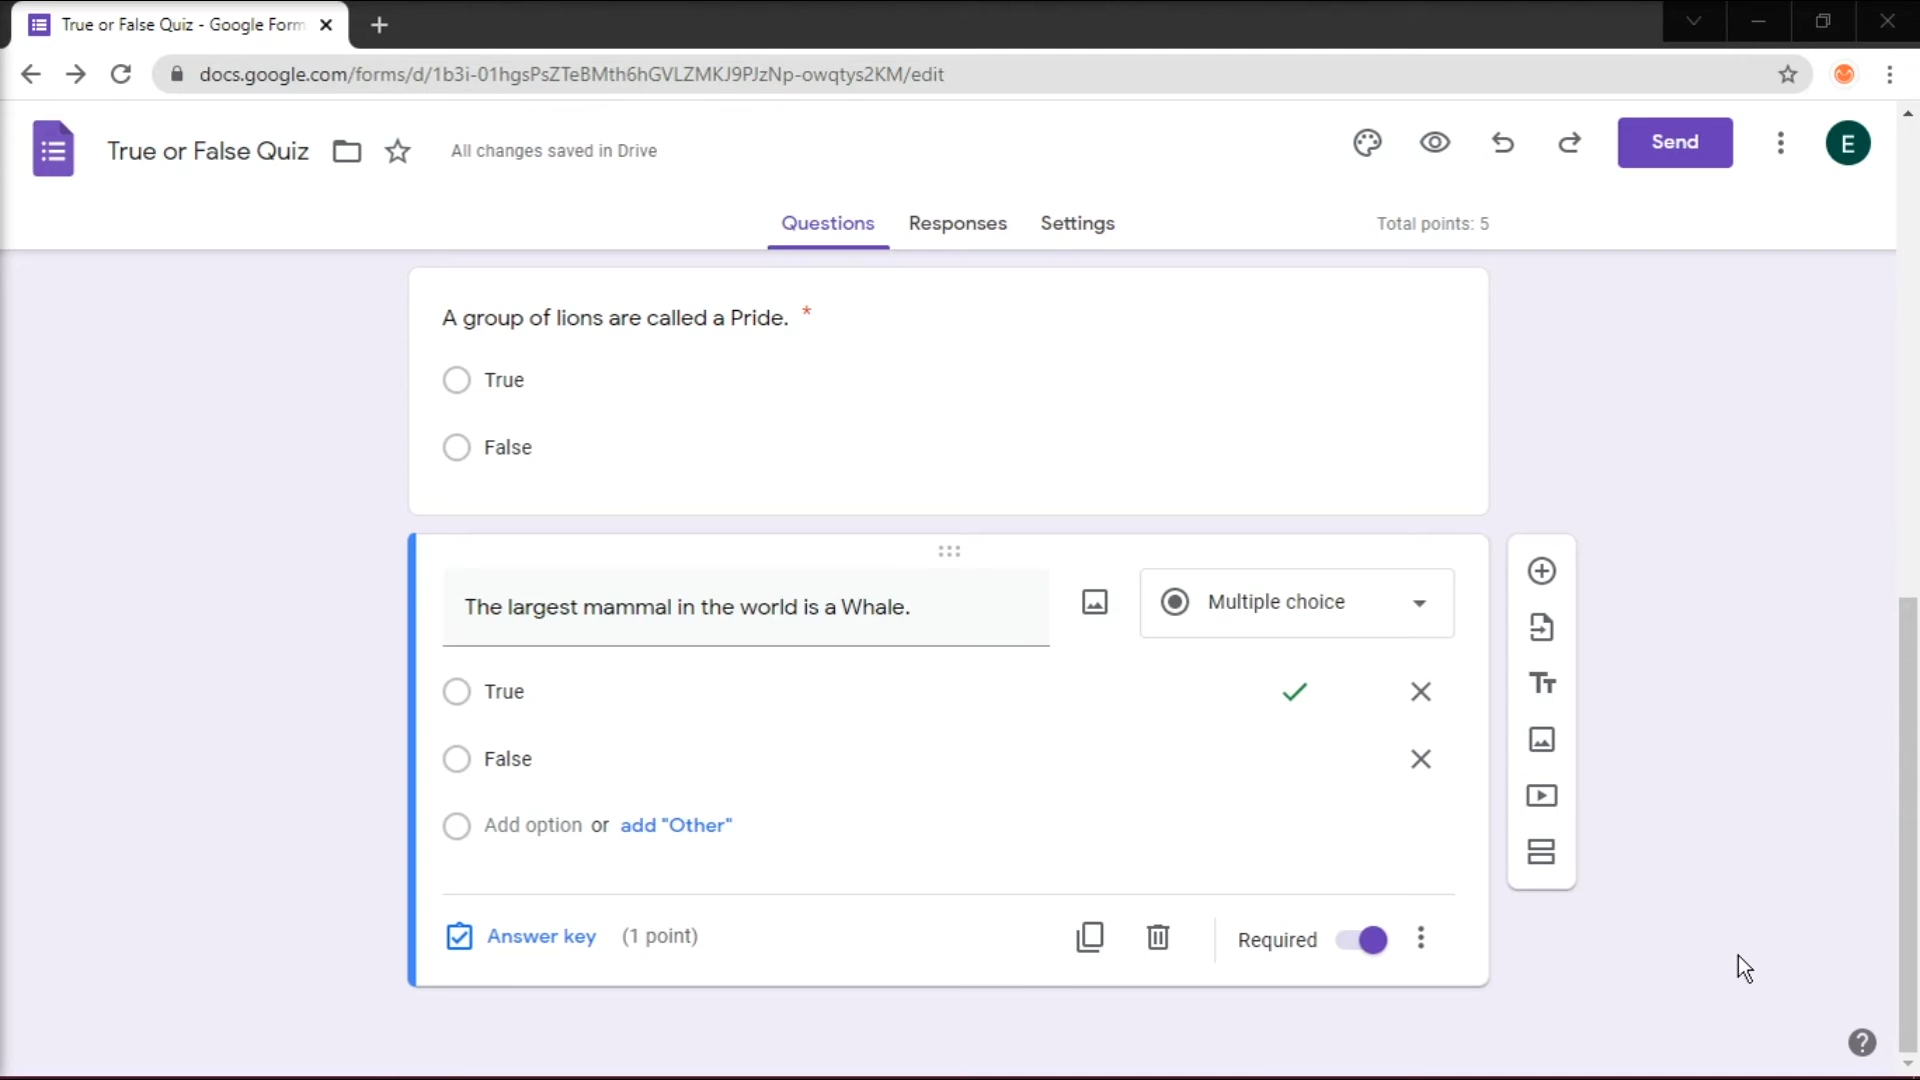 True or False Quiz - Google Form
docs.google.com/forms/d/1b3i-01hgsPsZTeBMth6hGVLZMKJ9PJzNp-owqtys2KM/edit
True or False Quiz
All changes saved in Drive
Send
E
Questions
Responses
Settings
Total points: 5
A group of lions are called a Pride. *
True
False
The largest mammal in the world is a Whale.
Multiple choice
True
False
Add option or add "Other"
Answer key (1 point)
Required